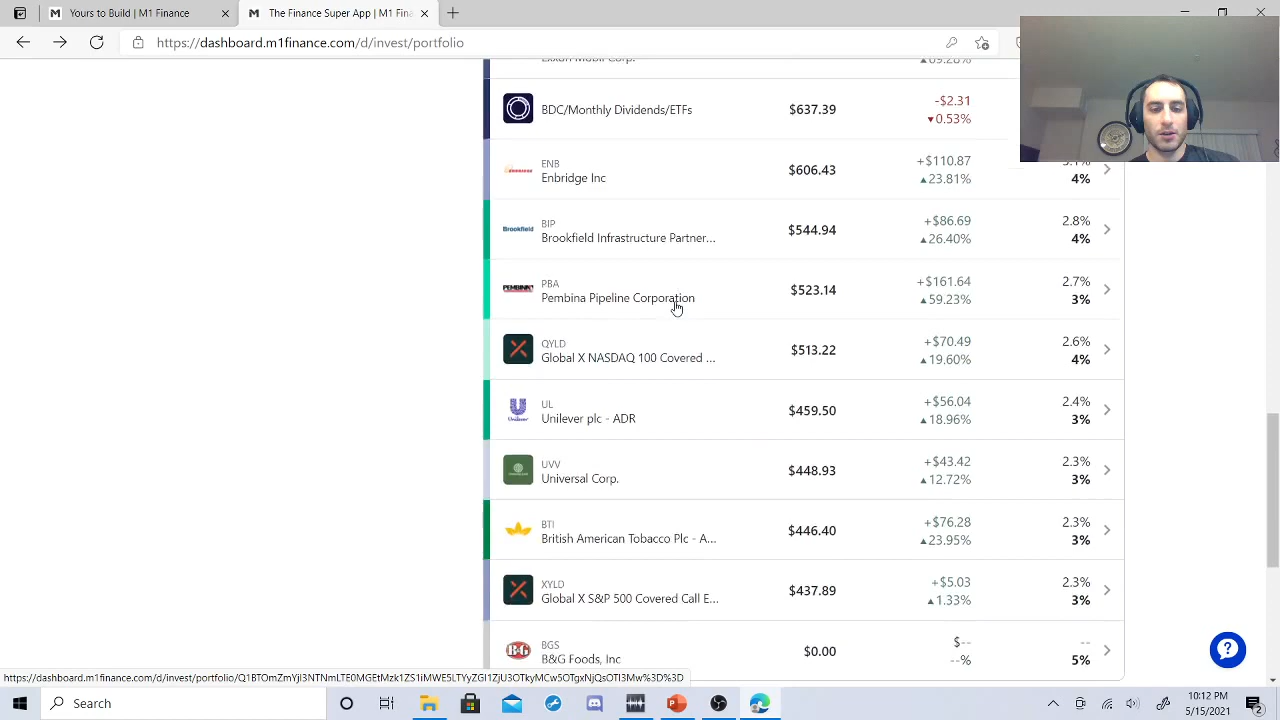 Yours to Build | M1 Finance
The Finance Super App | M1 Fin
https://dashboard.m1finance.com/d/invest/portfolio
Exxon Mobil Corp.
▲69.28%
BDC/Monthly Dividends/ETFs $637.39 -$2.31
▼0.53%
ENB
Enbridge Inc $606.43 +$110.87
▲23.81% 4%
BIP
Brookfield Infrastructure Partner... $544.94 +$86.69 2.8%
▲26.40% 4%
PBA
Pembina Pipeline Corporation $523.14 +$161.64 2.7%
▲59.23% 3%
QYLD
Global X NASDAQ 100 Covered ... $513.22 +$70.49 2.6%
▲19.60% 4%
UL
Unilever plc - ADR $459.50 +$56.04 2.4%
▲18.96% 3%
UVV
Universal Corp. $448.93 +$43.42 2.3%
▲12.72% 3%
BTI
British American Tobacco Plc - A... $446.40 +$76.28 2.3%
▲23.95% 3%
XYLD
Global X S&P 500 Covered Call E... $437.89 +$5.03 2.3%
▲1.33% 3%
BGS
B&G Foods, Inc $0.00 $-- --
--% 5%
Search
10:12 PM
5/15/2021
2